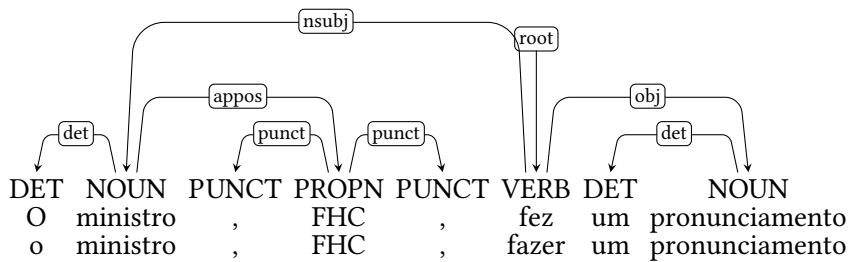 nsubj
root
appos
obj
det punct punct det
DET NOUN PUNCT PROPN PUNCT VERB DET NOUN
O ministro , FHC , fez um pronunciamento
o ministro , FHC , fazer um pronunciamento